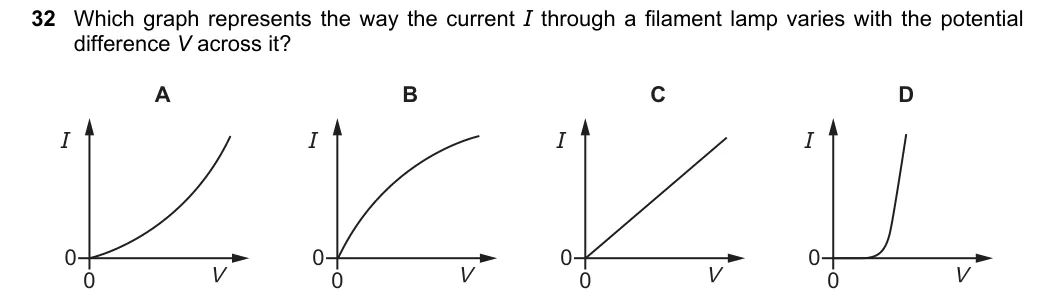 32 Which graph represents the way the current I through a filament lamp varies with the potential
difference V across it?
A B C D
I I I I
0 0 0 0
V V V V
0 0 0 0